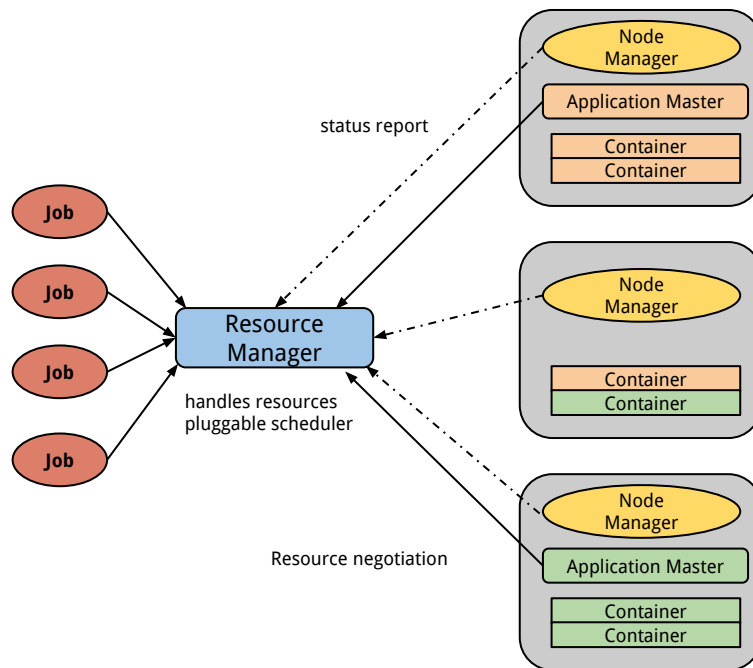 Node
Manager
Application Master
status report
Container
Container
Job
Job
Job
Job
Resource
Manager
handles resources
pluggable scheduler
Node
Manager
Container
Container
Node
Manager
Resource negotiation
Application Master
Container
Container